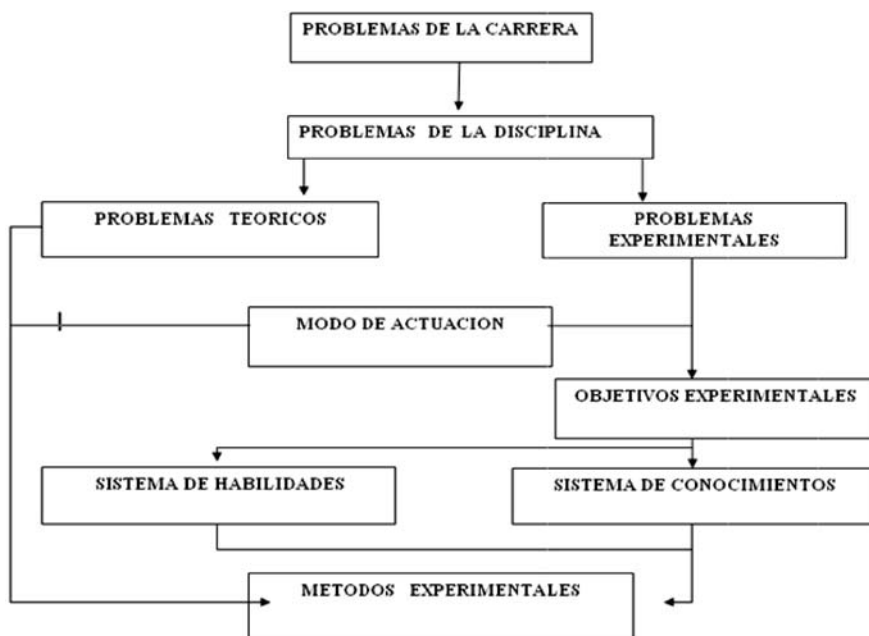 PROBLEMAS DE LA CARRERA
PROBLEMAS DE LA DISCIPLINA
PROBLEMAS TEORICOS
PROBLEMAS
EXPERIMENTALES
MODO DE ACTUACION
OBJETIVOS EXPERIMENTALES
SISTEMA DE HABILIDADES
SISTEMA DE CONOCIMIENTOS
METODOS EXPERIMENTALES